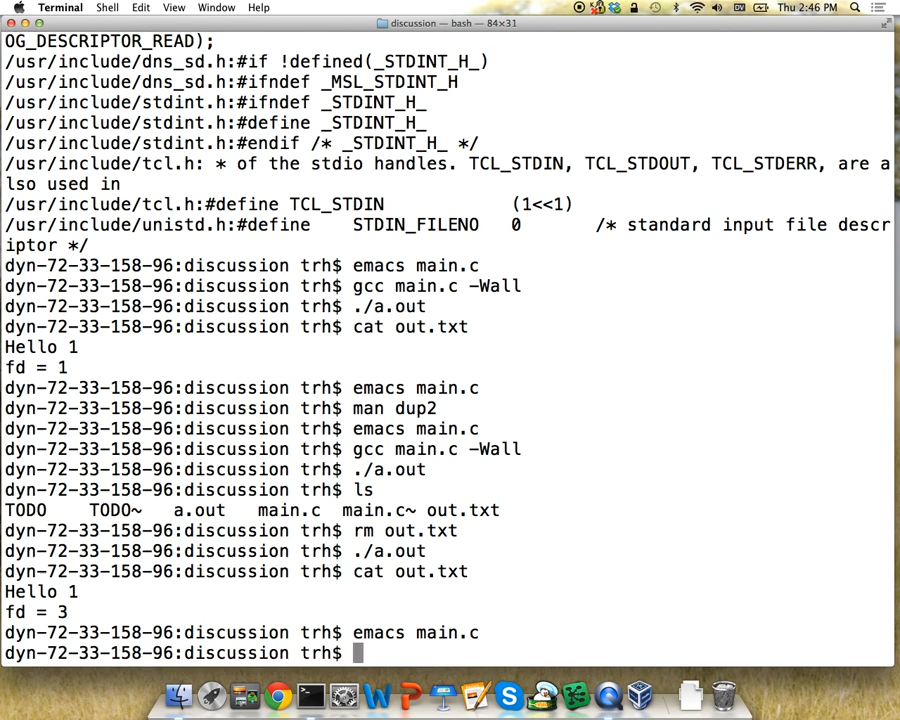 Terminal Shell Edit View Window Help Thu 2:46 PM
discussion — bash — 84×31
OG_DESCRIPTOR_READ);
/usr/include/dns_sd.h:#if !defined(_STDINT_H_)
/usr/include/dns_sd.h:#ifndef _MSL_STDINT_H
/usr/include/stdint.h:#ifndef _STDINT_H_
/usr/include/stdint.h:#define _STDINT_H_
/usr/include/stdint.h:#endif /* _STDINT_H_ */
/usr/include/tcl.h: * of the stdio handles. TCL_STDIN, TCL_STDOUT, TCL_STDERR, are a
lso used in
/usr/include/tcl.h:#define TCL_STDIN (1<<1)
/usr/include/unistd.h:#define STDIN_FILENO 0 /* standard input file descr
iptor */
dyn-72-33-158-96:discussion trh$ emacs main.c
dyn-72-33-158-96:discussion trh$ gcc main.c -Wall
dyn-72-33-158-96:discussion trh$ ./a.out
dyn-72-33-158-96:discussion trh$ cat out.txt
Hello 1
fd = 1
dyn-72-33-158-96:discussion trh$ emacs main.c
dyn-72-33-158-96:discussion trh$ man dup2
dyn-72-33-158-96:discussion trh$ emacs main.c
dyn-72-33-158-96:discussion trh$ gcc main.c -Wall
dyn-72-33-158-96:discussion trh$ ./a.out
dyn-72-33-158-96:discussion trh$ ls
TODO TODO~ a.out main.c main.c~ out.txt
dyn-72-33-158-96:discussion trh$ rm out.txt
dyn-72-33-158-96:discussion trh$ ./a.out
dyn-72-33-158-96:discussion trh$ cat out.txt
Hello 1
fd = 3
dyn-72-33-158-96:discussion trh$ emacs main.c
dyn-72-33-158-96:discussion trh$